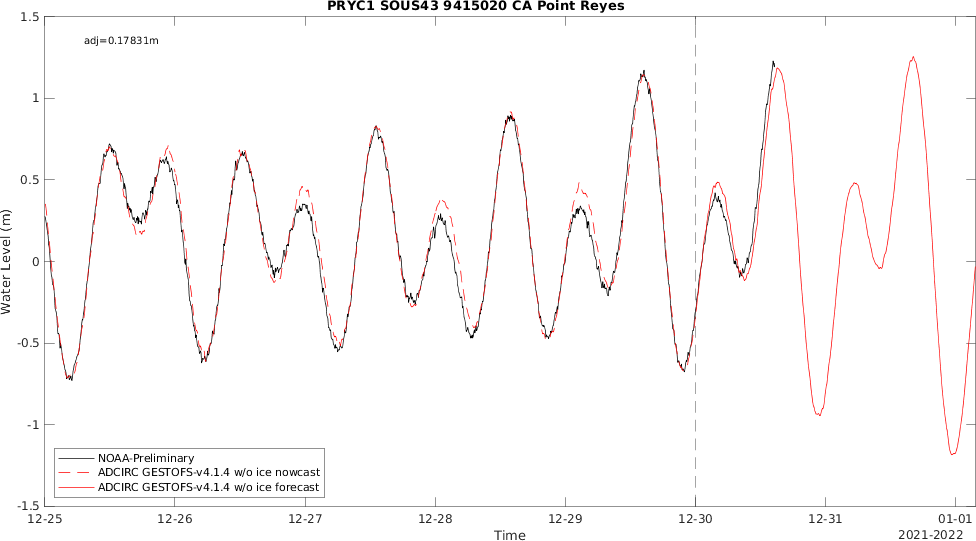 PRYC1 SOUS43 9415020 CA Point Reyes
adj=0.17831m
1.5
1
0.5
0
-0.5
-1
-1.5
Water Level (m)
NOAA-Preliminary
ADCIRC GESTOFS-v4.1.4 w/o ice nowcast
ADCIRC GESTOFS-v4.1.4 w/o ice forecast
12-25 12-26 12-27 12-28 12-29 12-30 12-31 01-01
Time
2021-2022